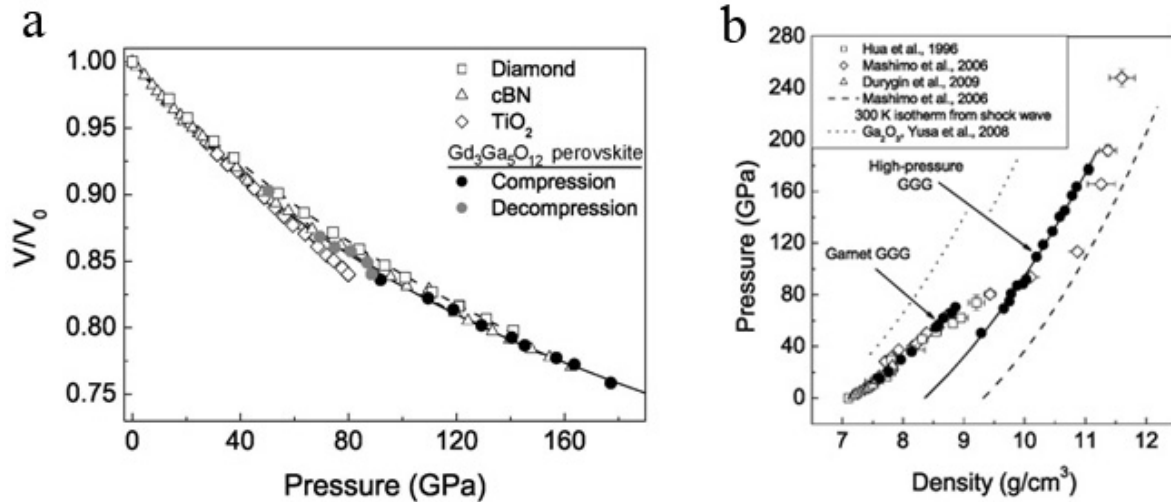 a
1.00
0.95
0.90
0.85
0.80
0.75
V/V₀
0 40 80 120 160
Pressure (GPa)
Diamond
cBN
TiO₂
Gd₃Ga₅O₁₂ perovskite
Compression
Decompression
b
280
240
200
160
120
80
40
0
Pressure (GPa)
7 8 9 10 11 12
Density (g/cm³)
Hua et al., 1996
Mashimo et al., 2006
Durygin et al., 2009
Mashimo et al., 2006
300 K isotherm from shock wave
Ga₂O₃, Yusa et al., 2008
High-pressure
GGG
Garnet GGG